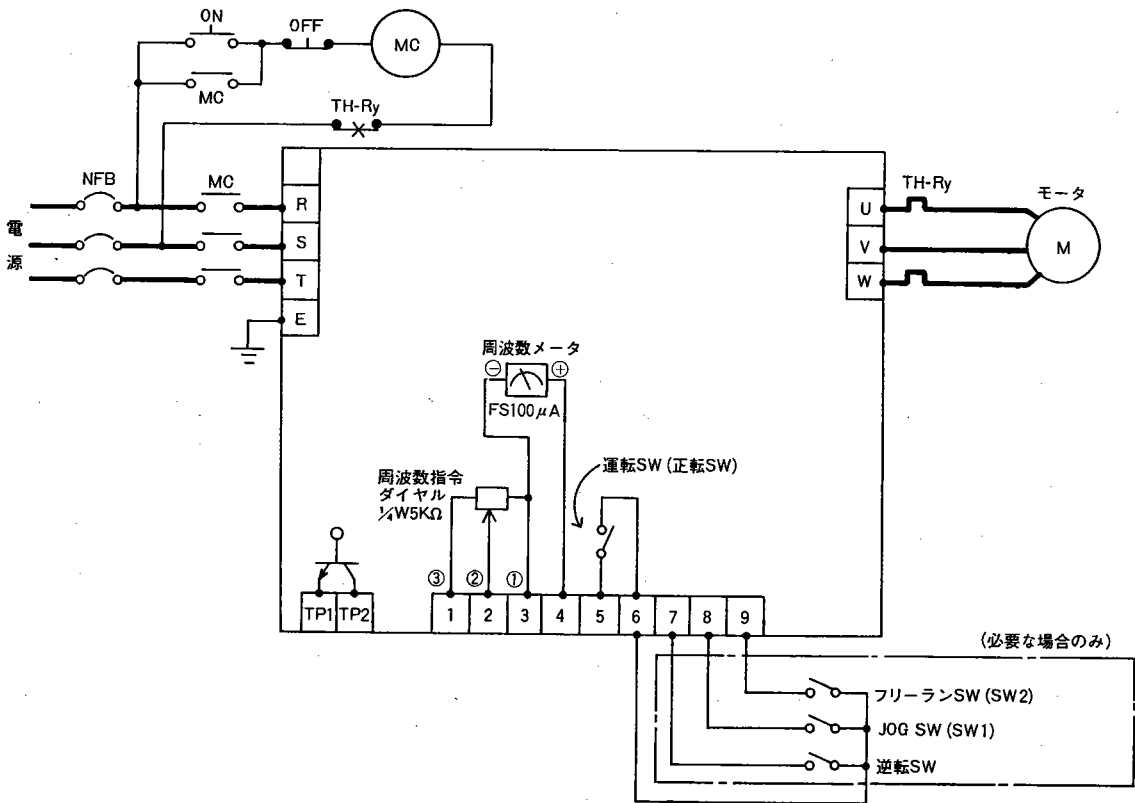 ON
OFF
MC
MC
TH-Ry
NFB
MC
TH-Ry
モータ
電
源
R
S
T
E
U
V
W
M
周波数メータ
⊖ ⊕
FS100μA
運転SW(正転SW)
周波数指令
ダイヤル
¼W5KΩ
③ ② ①
TP1 TP2
1 2 3 4 5 6 7 8 9
(必要な場合のみ)
フリーランSW(SW2)
JOG SW(SW1)
逆転SW